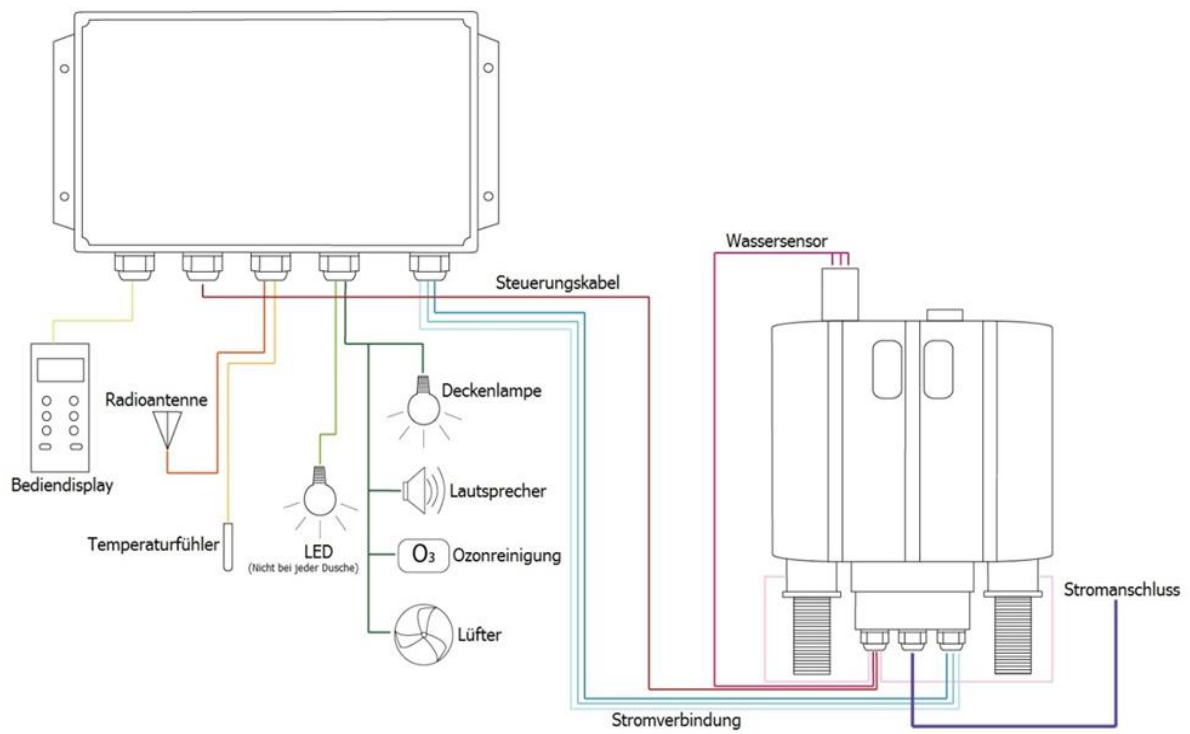 Wassersensor
Steuerungskabel
Radioantenne
Deckenlampe
Bediendisplay
Lautsprecher
Temperaturfühler
LED
(Nicht bei jeder Dusche)
O3 Ozonreinigung
Stromanschluss
Lüfter
Stromverbindung